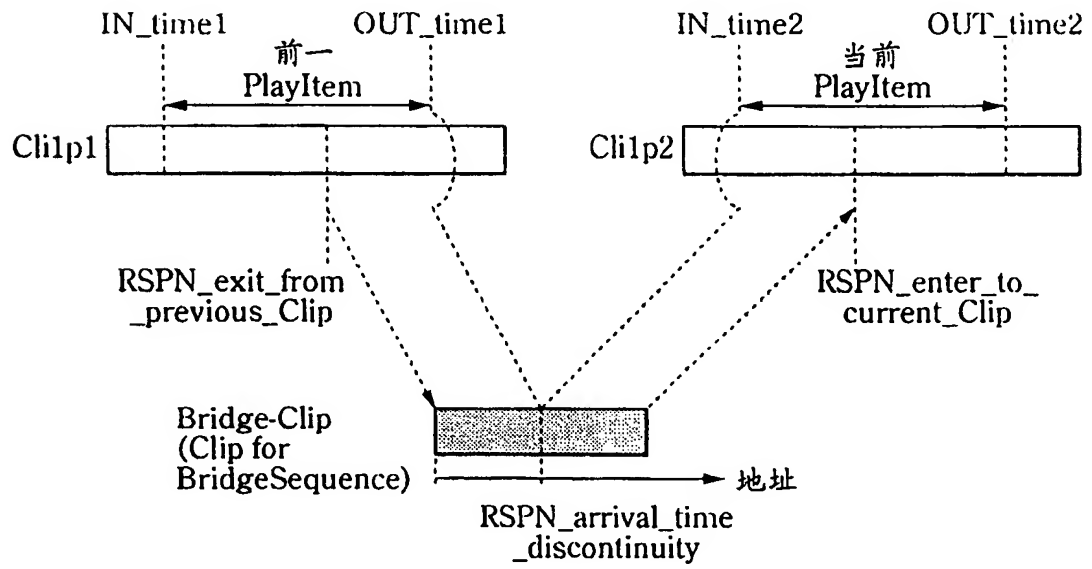 IN_time1
OUT_time1
IN_time2
OUT_time2
前一
PlayItem
当前
PlayItem
Cli1p1
Cli1p2
RSPN_exit_from
_previous_Clip
RSPN_enter_to_
current_Clip
Bridge-Clip
(Clip for
BridgeSequence)
地址
RSPN_arrival_time
_discontinuity